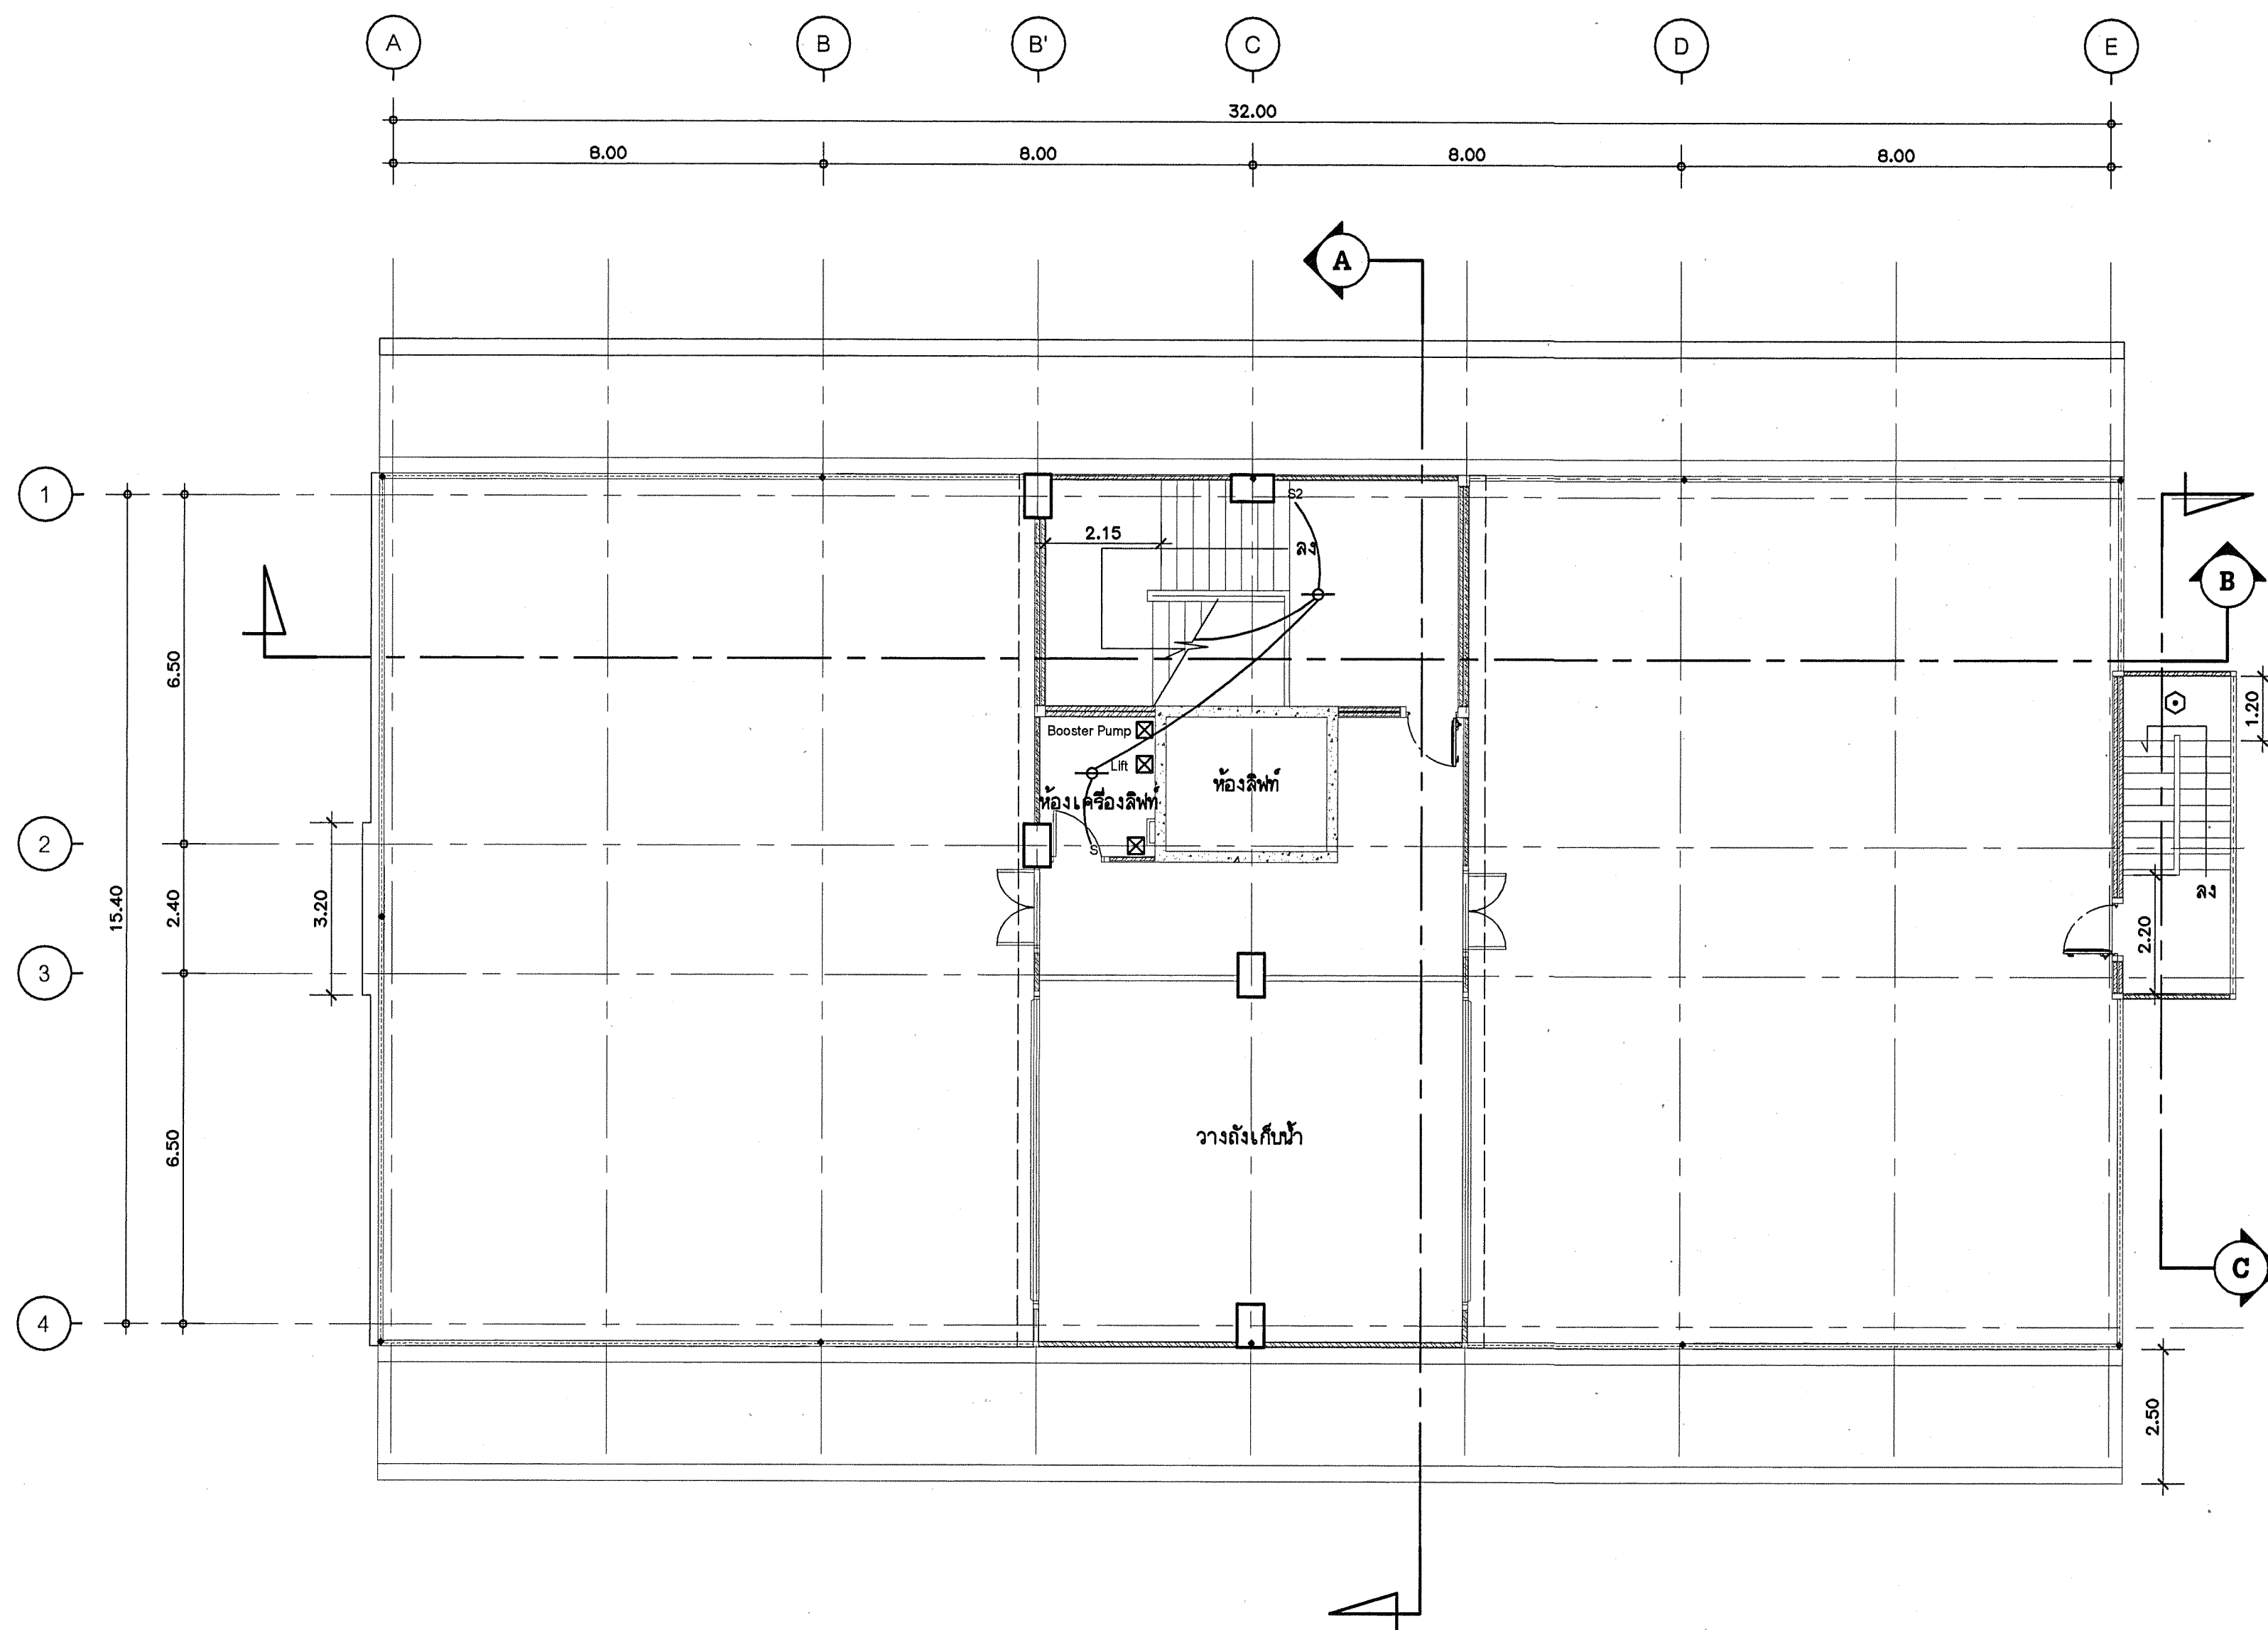 A
B
B'
C
D
E
32.00
8.00
8.00
8.00
8.00
A
1
S2
2.15
ลง
B
6.50
1.20
Booster Pump
Lift
ห้องลิฟท์
ห้องเครื่องลิฟท์
2
S
ลง
15.40
2.40
3.20
2.20
3
วางถังเก็บน้ำ
6.50
C
4
2.50